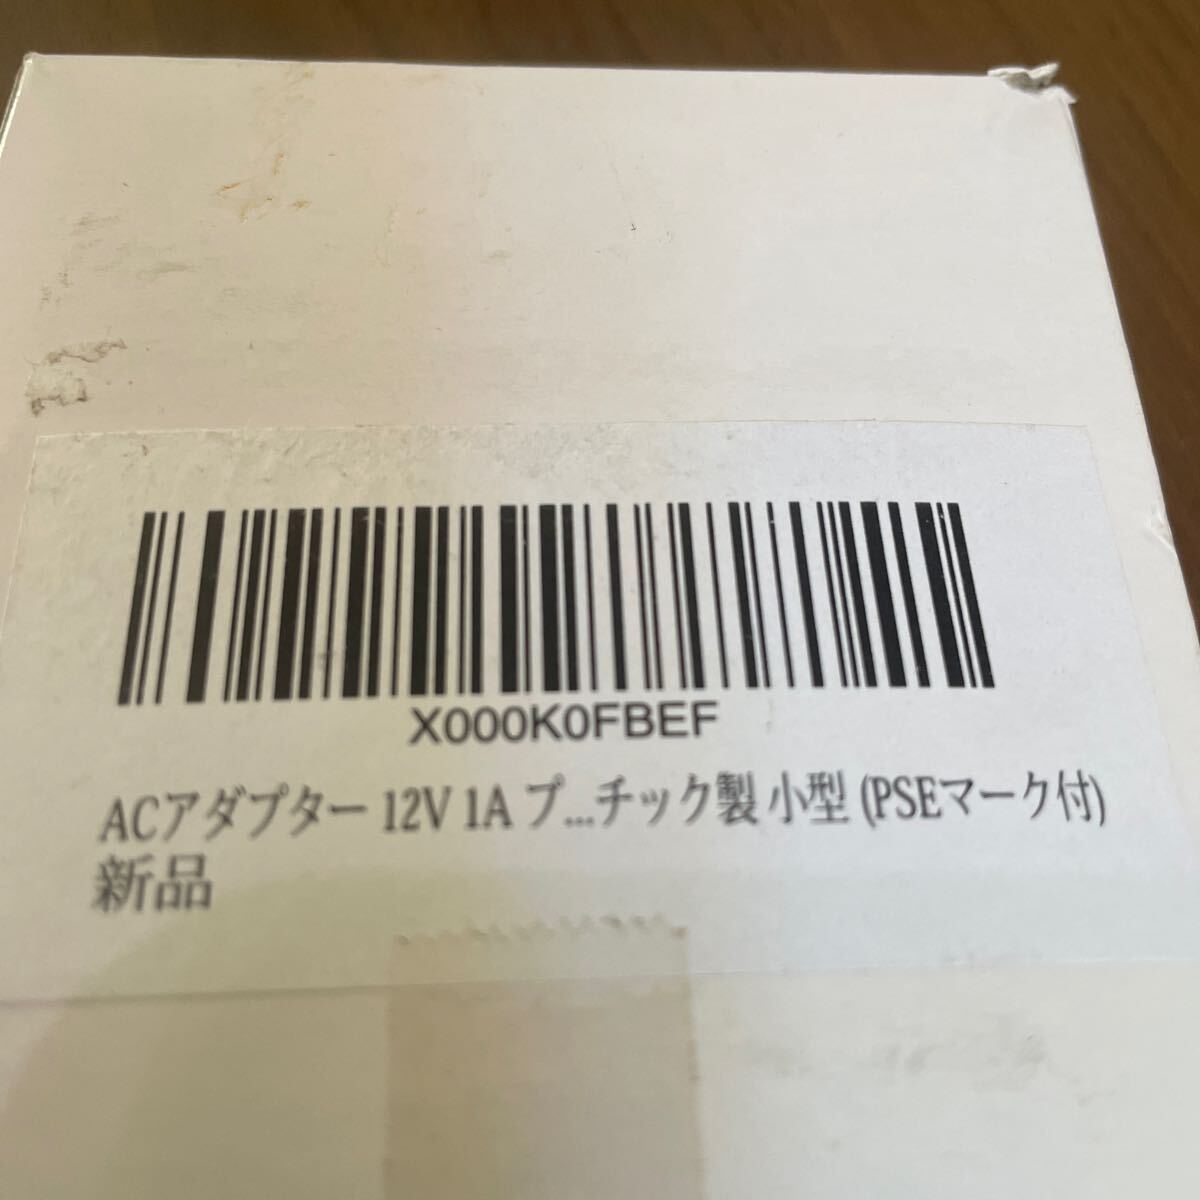 X000K0FBEF
ACアダプター 12V 1A プ...チック製 小型 (PSEマーク付)
新品